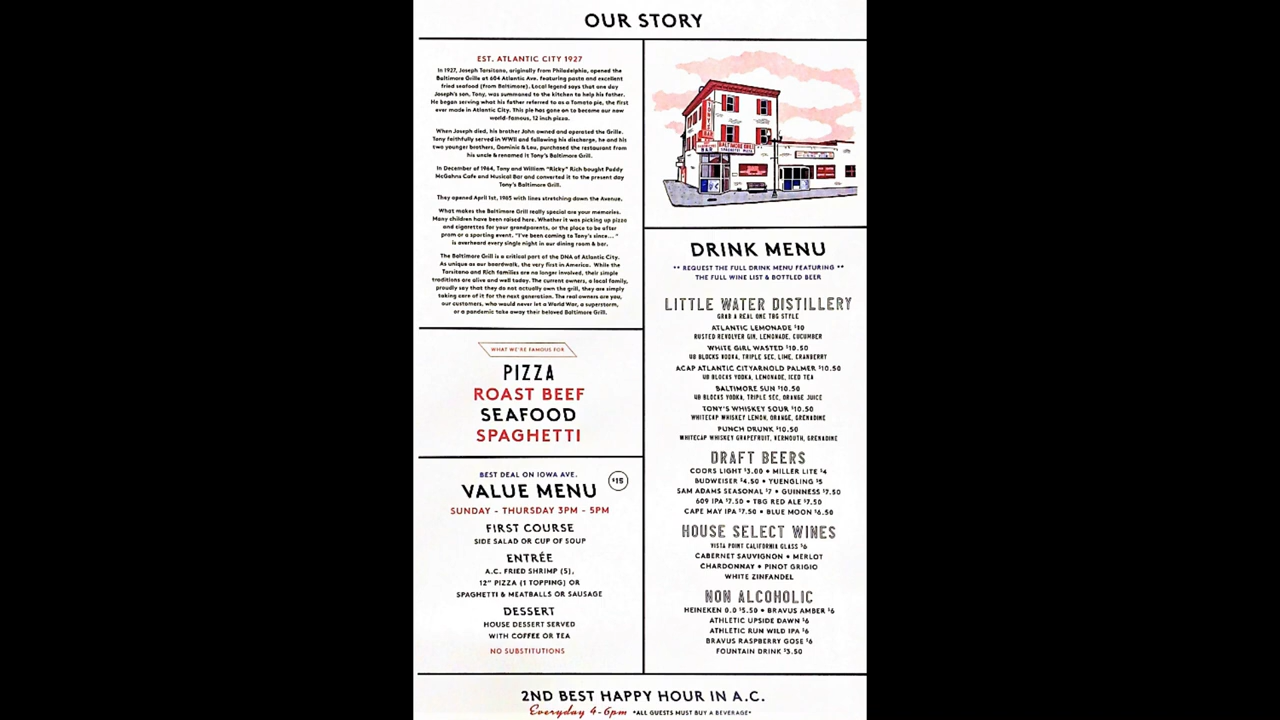 OUR STORY
EST. ATLANTIC CITY 1927
In 1927, Joseph Tarsitano, originally from Philadelphia, opened the
Baltimore Grille at 604 Atlantic Ave. featuring pasta and excellent
fried seafood (from Baltimore). Local legend says that one day
Joseph's son, Tony, was summoned to the kitchen to help his father.
He began serving what his father referred to as a Tomato pie, the first
ever made in Atlantic City. This pie has gone on to become our now
world-famous, 12 inch pizza.
When Joseph died, his brother John owned and operated the Grille.
Tony faithfully served in WWII and following his discharge, he and his
two younger brothers, Dominic & Lou, purchased the restaurant from
his uncle & renamed it Tony's Baltimore Grill.
In December of 1964, Tony and William "Ricky" Rich bought Paddy
McGahns Cafe and Musical Bar and converted it to the present day
Tony's Baltimore Grill.
They opened April 1st, 1965 with lines stretching down the Avenue.
What makes the Baltimore Grill really special are your memories.
Many children have been raised here. Whether it was picking up pizza
and cigarettes for your grandparents, or the place to be after
prom or a sporting event. "I've been coming to Tony's since... "
is overheard every single night in our dining room & bar.
The Baltimore Grill is a critical part of the DNA of Atlantic City.
As unique as our boardwalk, the very first in America. While the
Tarsitano and Rich families are no longer involved, their simple
traditions are alive and well today. The current owners, a local family,
proudly say that they do not actually own the grill, they are simply
taking care of it for the next generation. The real owners are you,
our customers, who would never let a World War, a superstorm,
or a pandemic take away their beloved Baltimore Grill.
WHAT WE'RE FAMOUS FOR
PIZZA
ROAST BEEF
SEAFOOD
SPAGHETTI
BEST DEAL ON IOWA AVE.
$15
VALUE MENU
SUNDAY - THURSDAY 3PM - 5PM
FIRST COURSE
SIDE SALAD OR CUP OF SOUP
ENTRÉE
A.C. FRIED SHRIMP (5),
12" PIZZA (1 TOPPING) OR
SPAGHETTI & MEATBALLS OR SAUSAGE
DESSERT
HOUSE DESSERT SERVED
WITH COFFEE OR TEA
NO SUBSTITUTIONS
BAR
BALTIMORE GRILL
DRINK MENU
** REQUEST THE FULL DRINK MENU FEATURING **
THE FULL WINE LIST & BOTTLED BEER
LITTLE WATER DISTILLERY
GRAB A REAL ONE TBG STYLE
ATLANTIC LEMONADE $10
RUSTED REVOLVER GIN, LEMONADE, CUCUMBER
WHITE GIRL WASTED $10.50
48 BLOCKS VODKA, TRIPLE SEC, LIME, CRANBERRY
ACAP ATLANTIC CITYARNOLD PALMER $10.50
48 BLOCKS VODKA, LEMONADE, ICED TEA
BALTIMORE SUN $10.50
48 BLOCKS VODKA, TRIPLE SEC, ORANGE JUICE
TONY'S WHISKEY SOUR $10.50
WHITECAP WHISKEY LEMON, ORANGE, GRENADINE
PUNCH DRUNK $10.50
WHITECAP WHISKEY GRAPEFRUIT, VERMOUTH, GRENADINE
DRAFT BEERS
COORS LIGHT $3.00 • MILLER LITE $4
BUDWEISER $4.50 • YUENGLING $5
SAM ADAMS SEASONAL $7 • GUINNESS $7.50
609 IPA $7.50 • TBG RED ALE $7.50
CAPE MAY IPA $7.50 • BLUE MOON $6.50
HOUSE SELECT WINES
VISTA POINT CALIFORNIA GLASS $6
CABERNET SAUVIGNON • MERLOT
CHARDONNAY • PINOT GRIGIO
WHITE ZINFANDEL
NON ALCOHOLIC
HEINEKEN 0.0 $5.50 • BRAVUS AMBER $6
ATHLETIC UPSIDE DAWN $6
ATHLETIC RUN WILD IPA $6
BRAVUS RASPBERRY GOSE $6
FOUNTAIN DRINK $3.50
2ND BEST HAPPY HOUR IN A.C.
Everyday 4-6pm *ALL GUESTS MUST BUY A BEVERAGE*